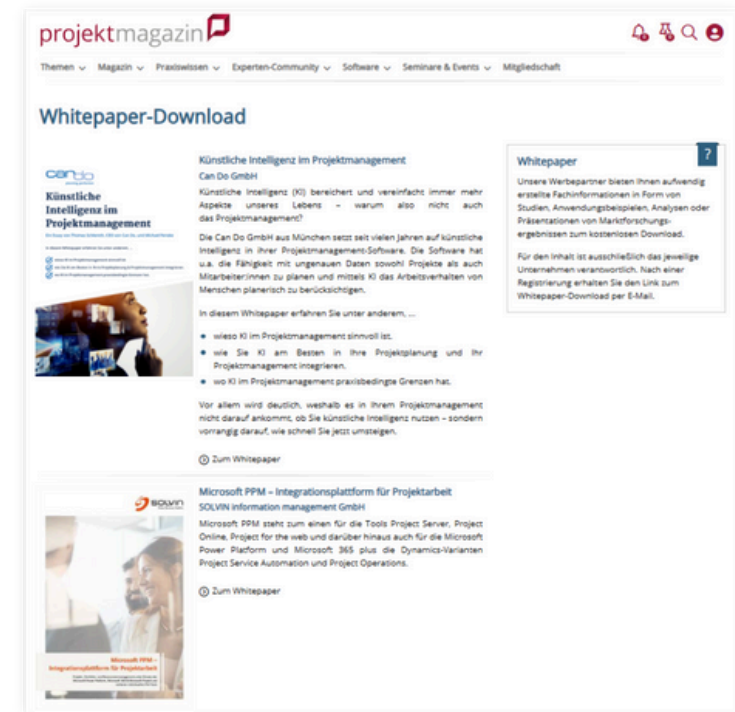 projektmagazin
Themen Magazin Praxiswissen Experten-Community Software Seminare & Events Mitgliedschaft
Whitepaper-Download
cando
Künstliche
Intelligenz im
Projektmanagement
Künstliche Intelligenz im Projektmanagement
Can Do GmbH
Künstliche Intelligenz (KI) bereichert und vereinfacht immer mehr
Aspekte unseres Lebens – warum also nicht auch
das Projektmanagement?
Die Can Do GmbH aus München setzt seit vielen Jahren auf künstliche
Intelligenz in ihrer Projektmanagement-Software. Die Software hat
u.a. die Fähigkeit mit ungenauen Daten sowohl Projekte als auch
Mitarbeiter:innen zu planen und mittels KI das Arbeitsverhalten von
Menschen planerisch zu berücksichtigen.
In diesem Whitepaper erfahren Sie unter anderem, ...
wieso KI im Projektmanagement sinnvoll ist.
wie Sie KI am Besten in Ihre Projektplanung und Ihr
Projektmanagement integrieren.
wo KI im Projektmanagement praxisbedingte Grenzen hat.
Vor allem wird deutlich, weshalb es in Ihrem Projektmanagement
nicht darauf ankommt, ob Sie künstliche Intelligenz nutzen – sondern
vorrangig darauf, wie schnell Sie jetzt umsteigen.
Zum Whitepaper
?
Whitepaper
Unsere Werbepartner bieten Ihnen aufwendig
erstellte Fachinformationen in Form von
Studien, Anwendungsbeispielen, Analysen oder
Präsentationen von Marktforschungs-
ergebnissen zum kostenlosen Download.
Für den Inhalt ist ausschließlich das jeweilige
Unternehmen verantwortlich. Nach einer
Registrierung erhalten Sie den Link zum
Whitepaper-Download per E-Mail.
SOLVIN
Microsoft PPM –
Integrationsplattform für Projektarbeit
Microsoft PPM – Integrationsplattform für Projektarbeit
SOLVIN information management GmbH
Microsoft PPM steht zum einen für die Tools Project Server, Project
Online, Project for the web und darüber hinaus auch für die Microsoft
Power Platform und Microsoft 365 plus die Dynamics-Varianten
Project Service Automation und Project Operations.
Zum Whitepaper